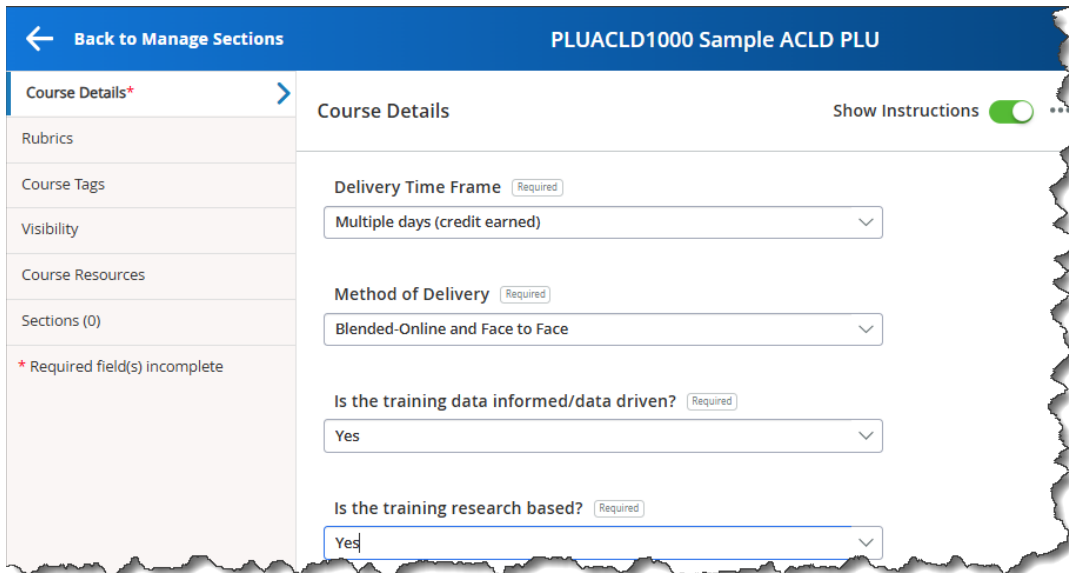 Back to Manage Sections
PLUACLD1000 Sample ACLD PLU
Course Details*
Rubrics
Course Tags
Visibility
Course Resources
Sections (0)
* Required field(s) incomplete
Course Details
Show Instructions
Delivery Time Frame Required
Multiple days (credit earned)
Method of Delivery Required
Blended-Online and Face to Face
Is the training data informed/data driven? Required
Yes
Is the training research based? Required
Yes